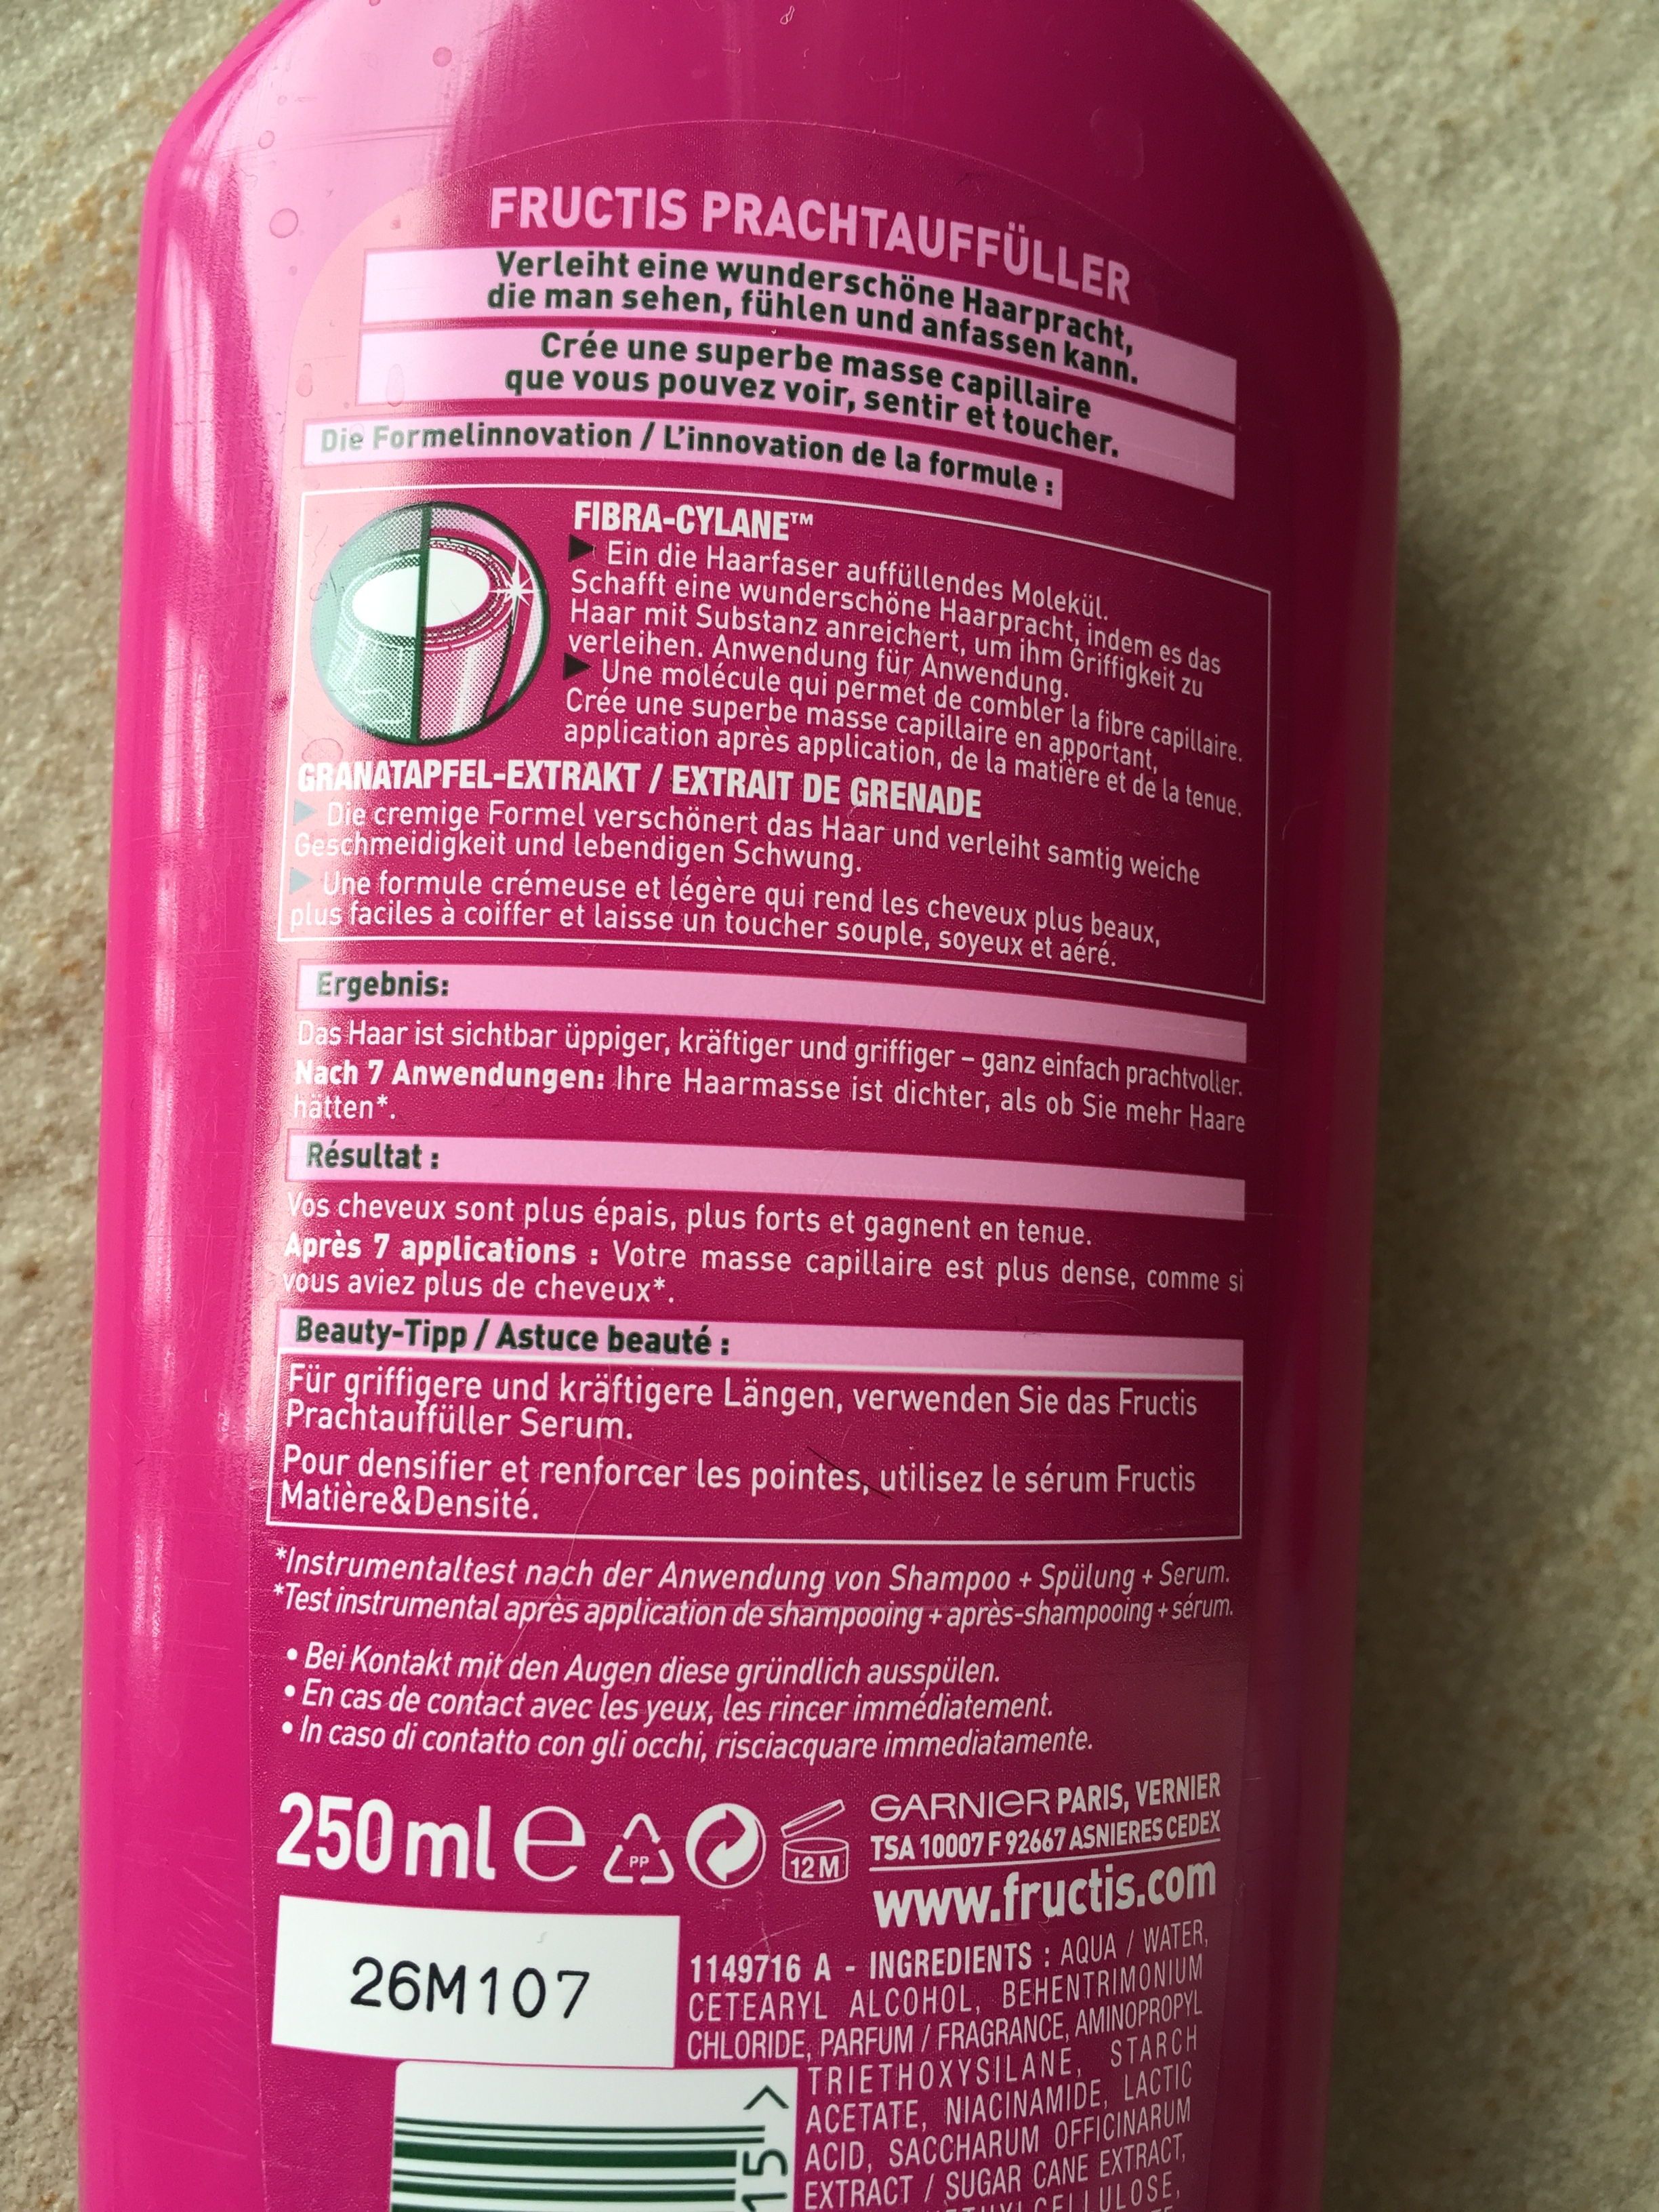 FRUCTIS PRACHTAUFFÜLLER
Verleiht eine wunderschöne Haarpracht,
die man sehen, fühlen und anfassen kann.
Crée une superbe masse capillaire
que vous pouvez voir, sentir et toucher.
Die Formelinnovation / L'innovation de la formule :
FIBRA-CYLANE™
Ein die Haarfaser auffüllendes Molekül.
Schafft eine wunderschöne Haarpracht, indem es das
Haar mit Substanz anreichert, um ihm Griffigkeit zu
verleihen. Anwendung für Anwendung.
Une molécule qui permet de combler la fibre capillaire.
Crée une superbe masse capillaire en apportant,
application après application, de la matière et de la tenue.
GRANATAPFEL-EXTRAKT / EXTRAIT DE GRENADE
Die cremige Formel verschönert das Haar und verleiht samtig weiche
Geschmeidigkeit und lebendigen Schwung.
Une formule crémeuse et légère qui rend les cheveux plus beaux,
plus faciles à coiffer et laisse un toucher souple, soyeux et aéré.
Ergebnis:
Das Haar ist sichtbar üppiger, kräftiger und griffiger – ganz einfach prachtvoller.
Nach 7 Anwendungen: Ihre Haarmasse ist dichter, als ob Sie mehr Haare
hätten*.
Résultat :
Vos cheveux sont plus épais, plus forts et gagnent en tenue.
Après 7 applications : Votre masse capillaire est plus dense, comme si
vous aviez plus de cheveux*.
Beauty-Tipp / Astuce beauté :
Für griffigere und kräftigere Längen, verwenden Sie das Fructis
Prachtauffüller Serum.
Pour densifier et renforcer les pointes, utilisez le sérum Fructis
Matière&Densité.
*Instrumentaltest nach der Anwendung von Shampoo + Spülung + Serum.
*Test instrumental après application de shampooing + après-shampooing + sérum.
• Bei Kontakt mit den Augen diese gründlich ausspülen.
• En cas de contact avec les yeux, les rincer immédiatement.
• In caso di contatto con gli occhi, risciacquare immediatamente.
250 ml e PP 12 M
GARNIER PARIS, VERNIER
TSA 10007 F 92667 ASNIERES CEDEX
www.fructis.com
26M107
1149716 A - INGREDIENTS : AQUA / WATER,
CETEARYL ALCOHOL, BEHENTRIMONIUM
CHLORIDE, PARFUM / FRAGRANCE, AMINOPROPYL
TRIETHOXYSILANE, STARCH
ACETATE, NIACINAMIDE, LACTIC
ACID, SACCHARUM OFFICINARUM
EXTRACT / SUGAR CANE EXTRACT,
15 >